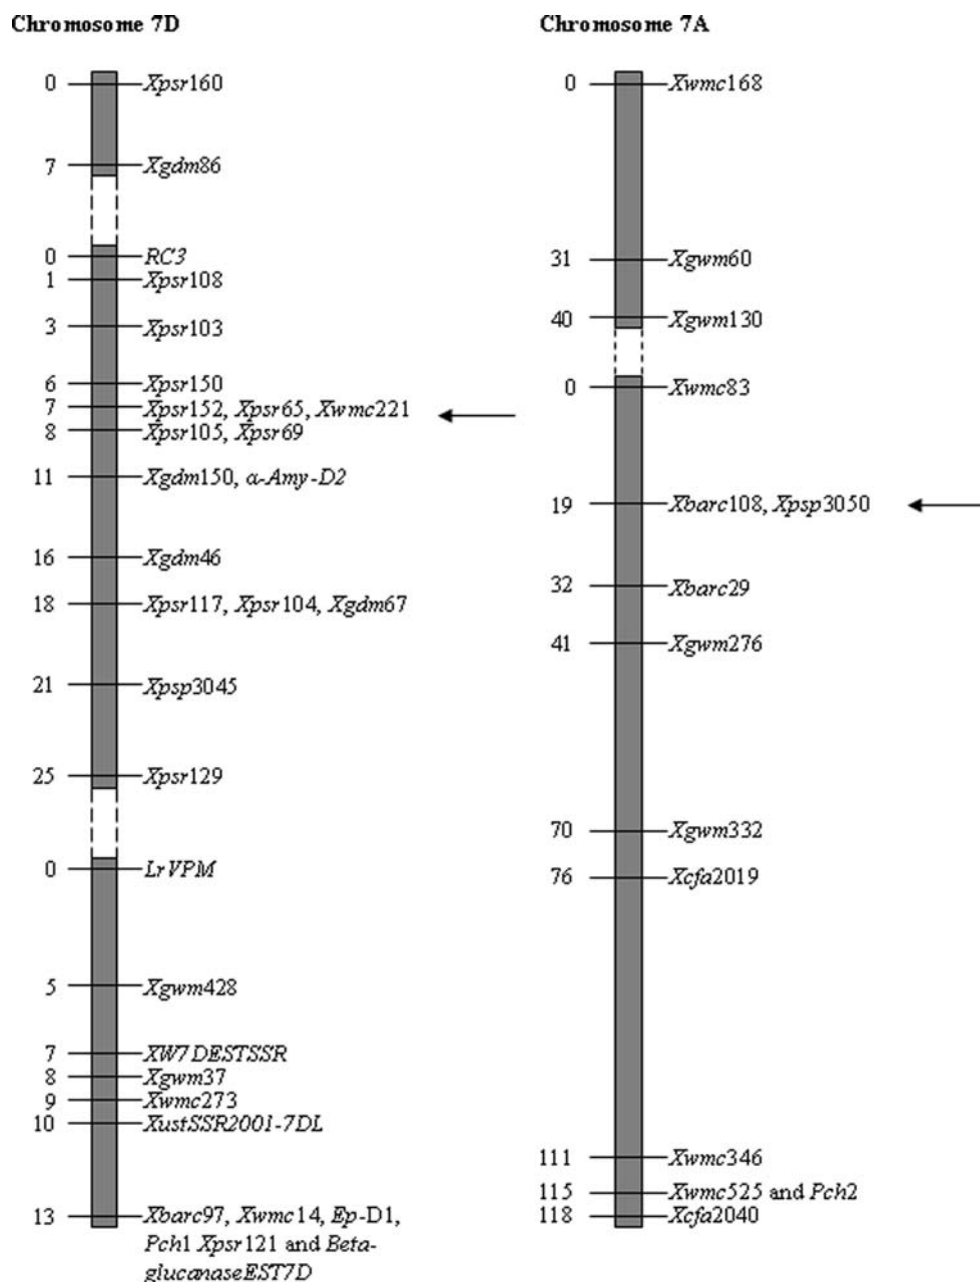 Chromosome 7D
0 Xpsr160
7 Xgdm86
0 RC3
1 Xpsr108
3 Xpsr103
6 Xpsr150
7 Xpsr152, Xpsr65, Xwmc221
8 Xpsr105, Xpsr69
11 Xgdm150, α-Amy-D2
16 Xgdm46
18 Xpsr117, Xpsr104, Xgdm67
21 Xpsp3045
25 Xpsr129
0 LrVPM
5 Xgwm428
7 XW7DESTSSR
8 Xgwm37
9 Xwmc273
10 XustSSR2001-7DL
13 Xbarc97, Xwmc14, Ep-D1,
Pch1 Xpsr121 and Beta-
glucanaseEST7D
Chromosome 7A
0 Xwmc168
31 Xgwm60
40 Xgwm130
0 Xwmc83
19 Xbarc108, Xpsp3050
32 Xbarc29
41 Xgwm276
70 Xgwm332
76 Xcfa2019
111 Xwmc346
115 Xwmc525 and Pch2
118 Xcfa2040